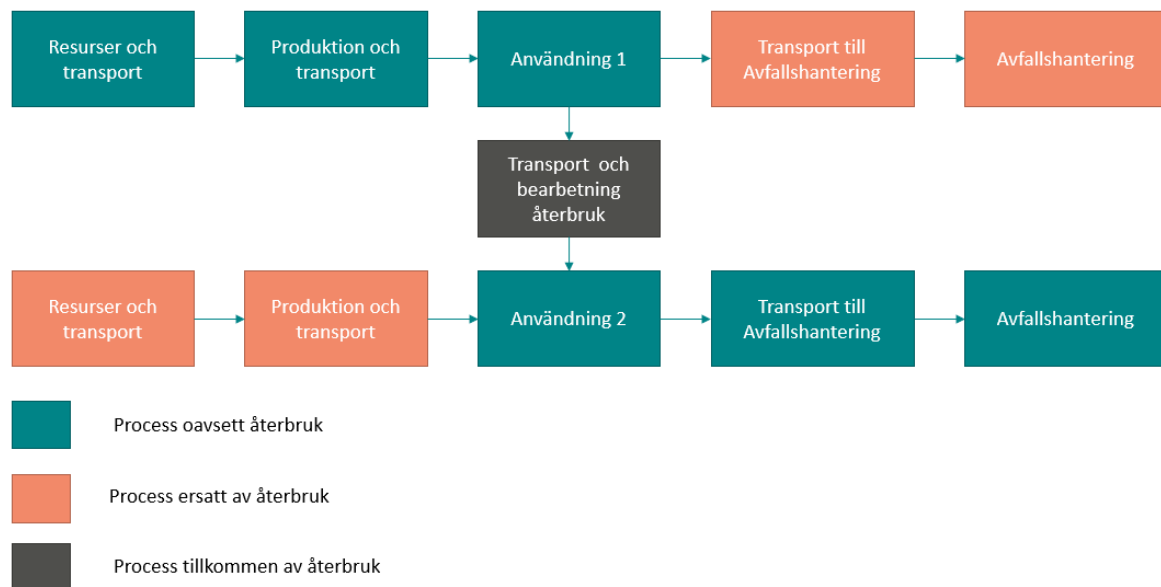 Resurser och
transport
Produktion och
transport
Användning 1
Transport till
Avfallshantering
Avfallshantering
Transport och
bearbetning
återbruk
Resurser och
transport
Produktion och
transport
Användning 2
Transport till
Avfallshantering
Avfallshantering
Process oavsett återbruk
Process ersatt av återbruk
Process tillkommen av återbruk